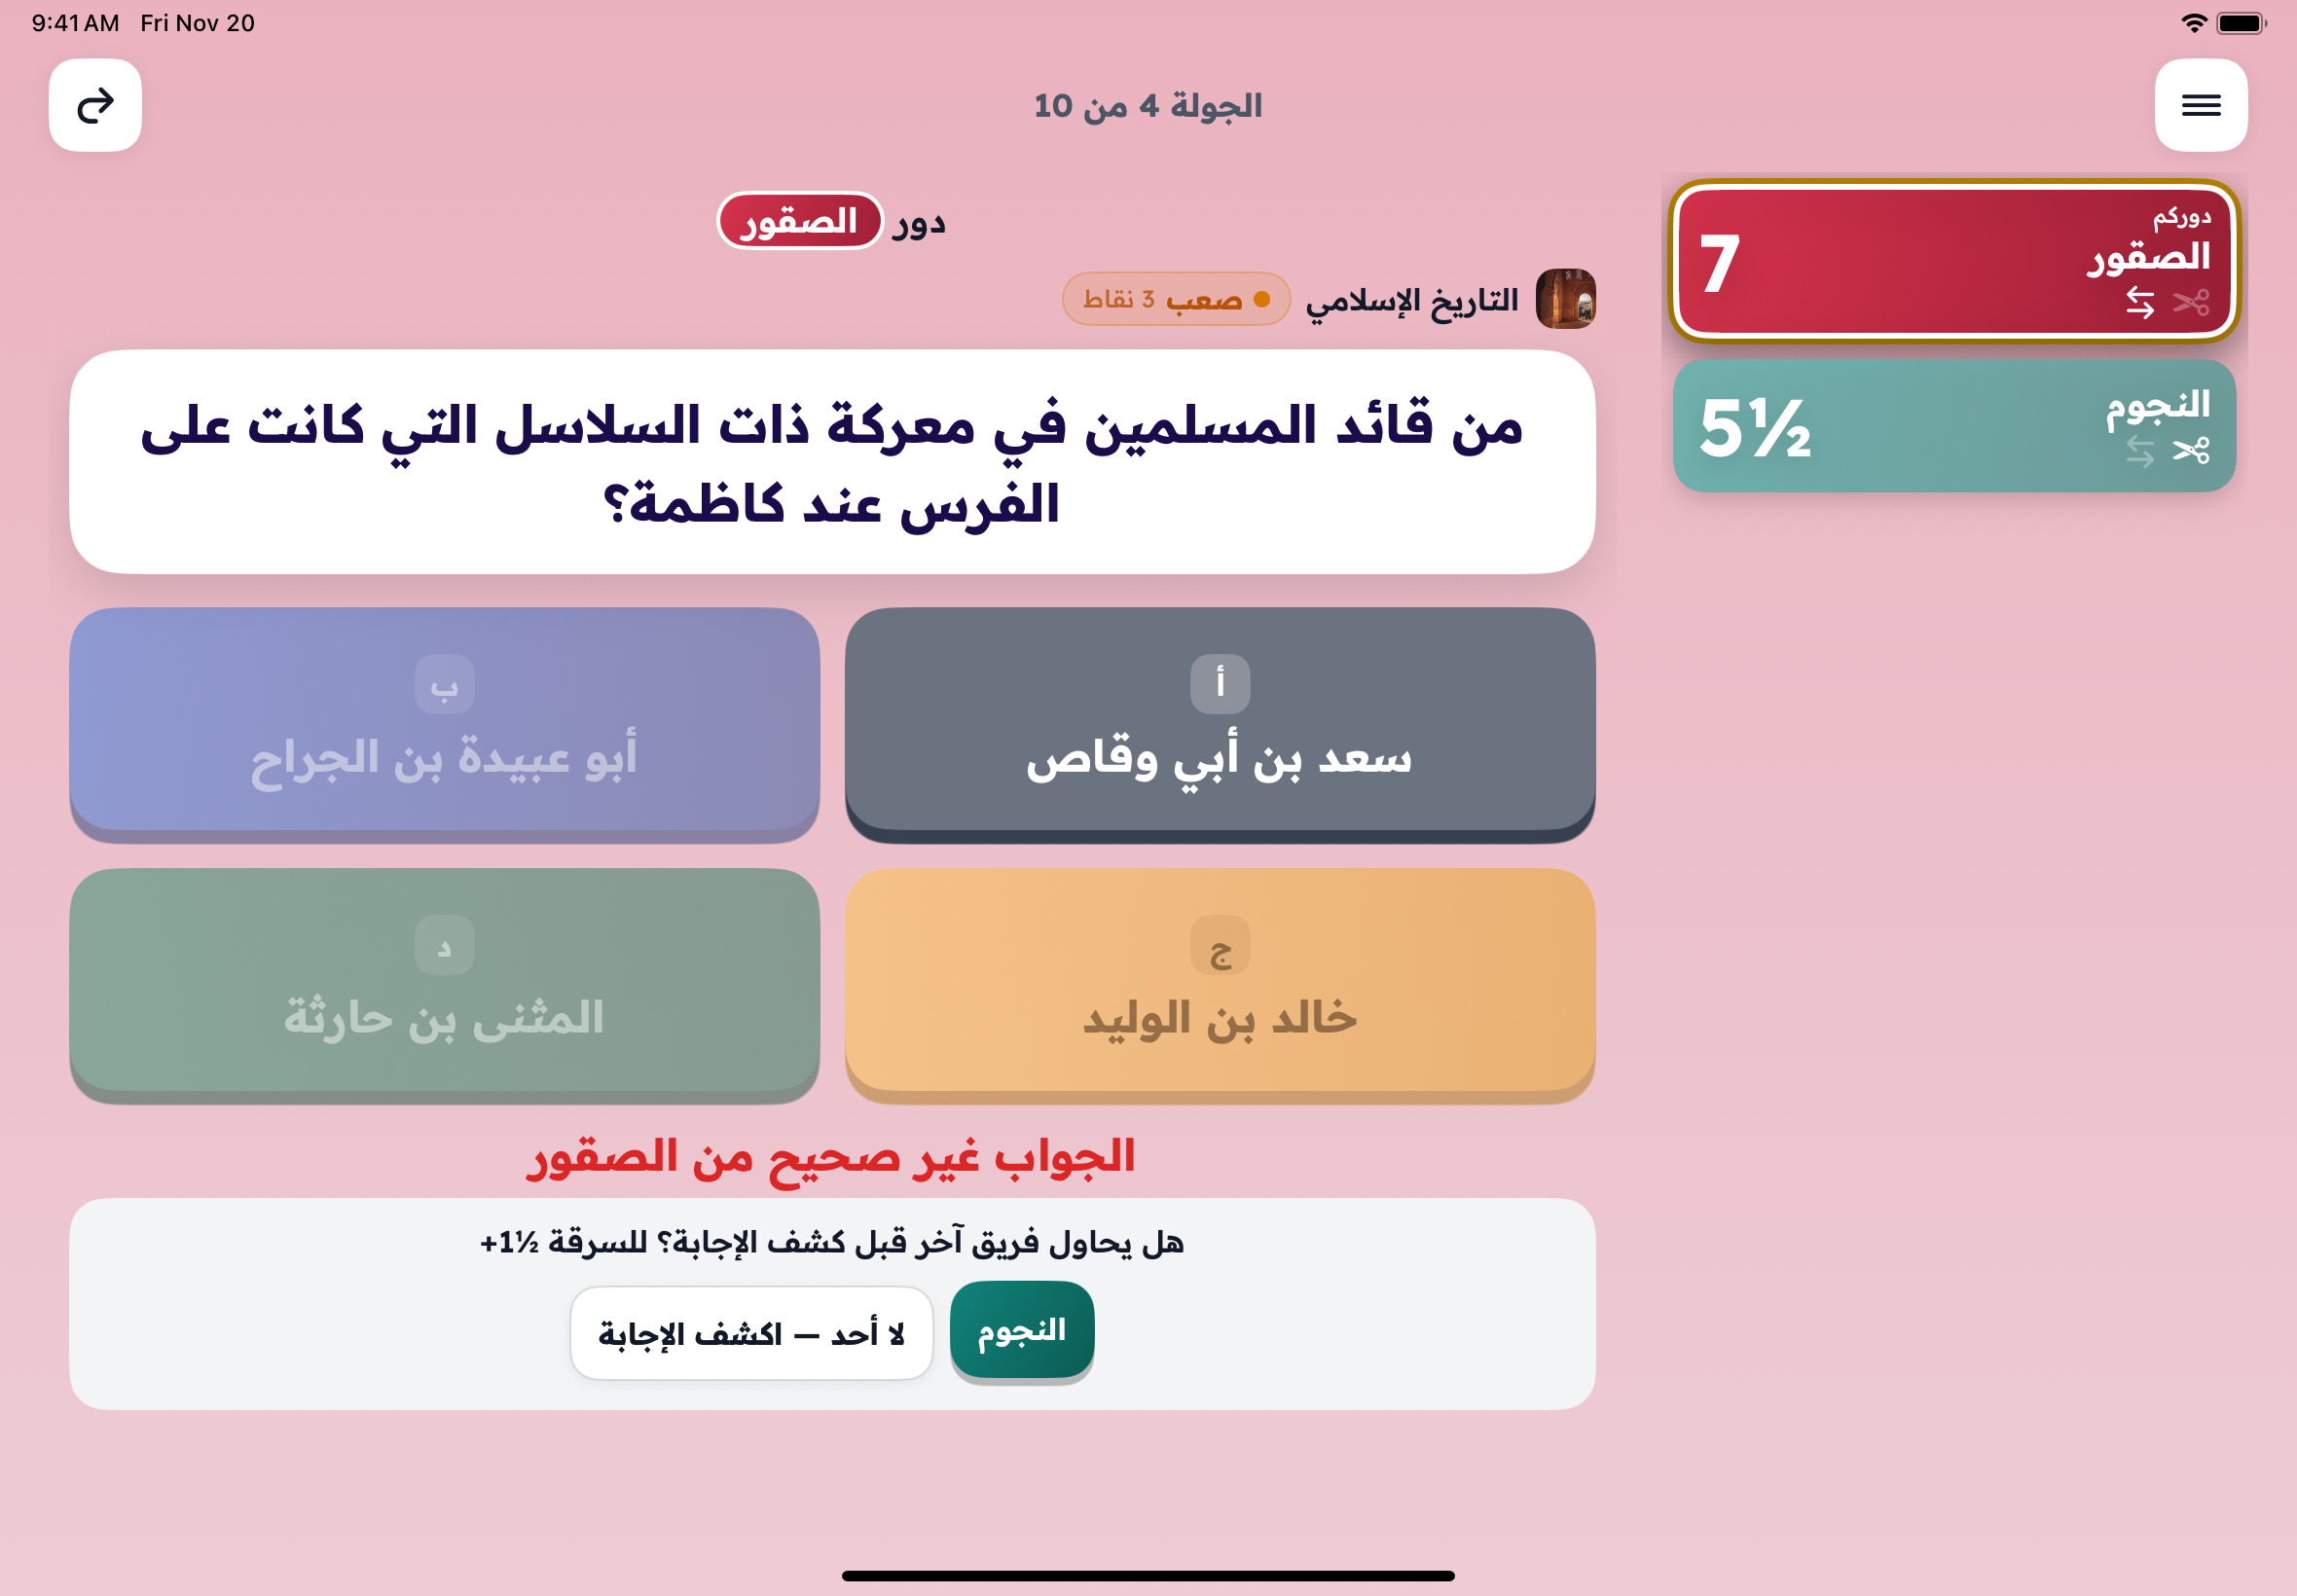 9:41 AM Fri Nov 20
الجولة 4 من 10
دوركم
الصقور
7
النجوم
5½
دور الصقور
التاريخ الإسلامي
صعب 3 نقاط
من قائد المسلمين في معركة ذات السلاسل التي كانت على
الفرس عند كاظمة؟
أ
سعد بن أبي وقاص
ب
أبو عبيدة بن الجراح
ج
خالد بن الوليد
د
المثنى بن حارثة
الجواب غير صحيح من الصقور
هل يحاول فريق آخر قبل كشف الإجابة؟ للسرقة +1½
النجوم
لا أحد — اكشف الإجابة